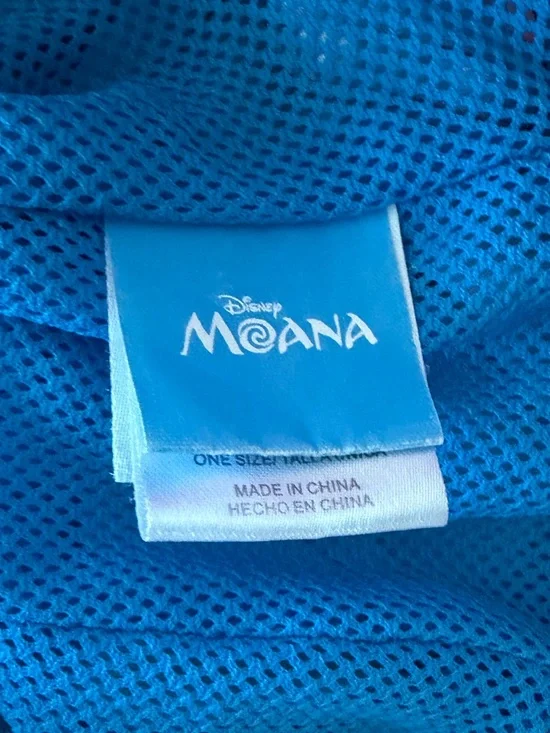 Disney
MOANA
ONE SIZE/TALLA UNICA
MADE IN CHINA
HECHO EN CHINA